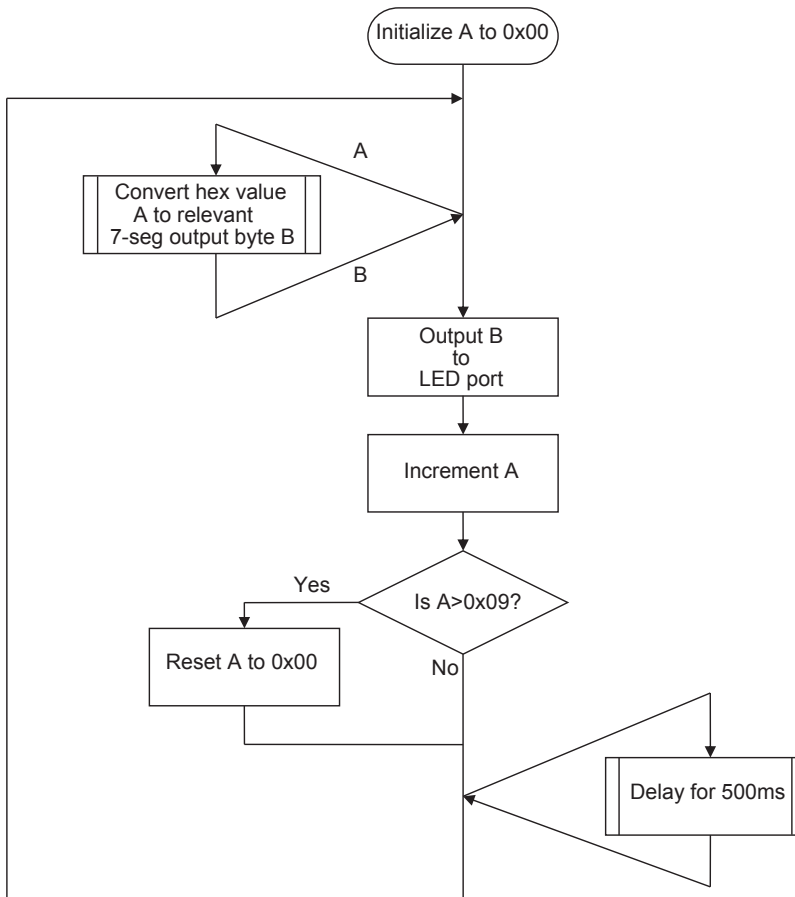 Initialize A to 0x00
A
Convert hex value
A to relevant
7-seg output byte B
B
Output B
to
LED port
Increment A
Is A>0x09?
Yes
Reset A to 0x00
No
Delay for 500ms